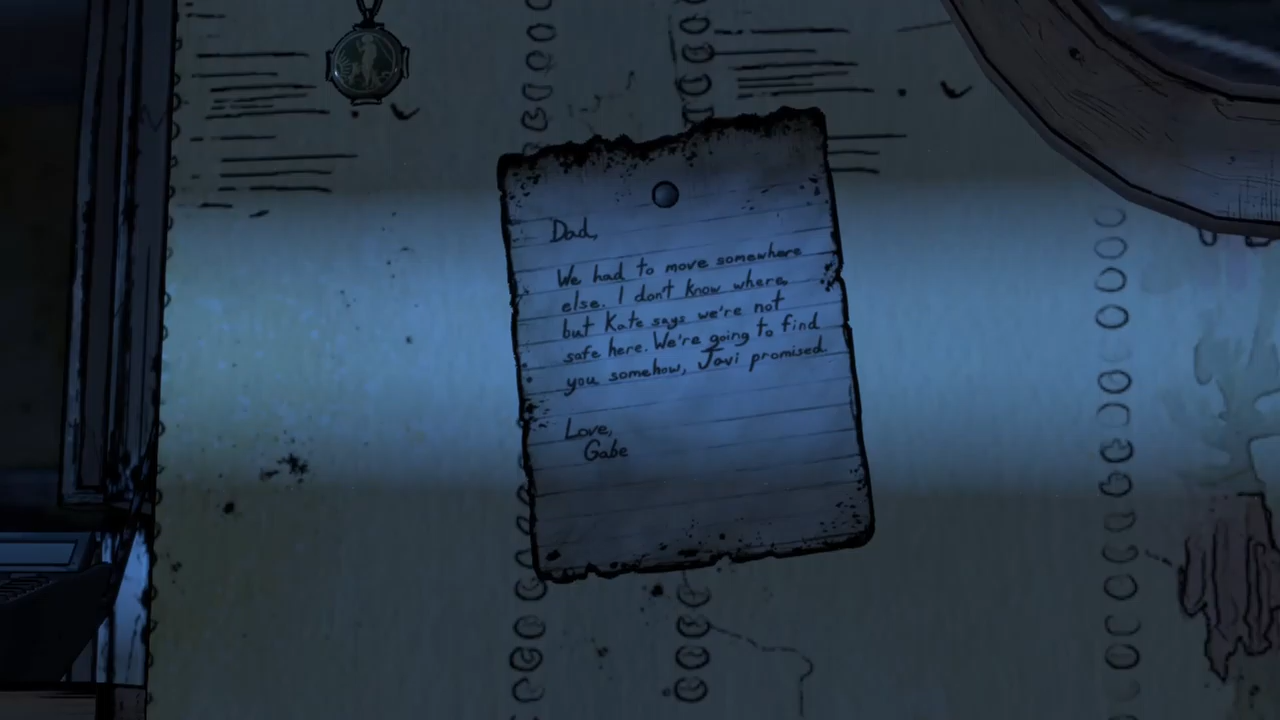 Dad,
We had to move somewhere
else. I don't know where,
but Kate says we're not
safe here. We're going to find
you somehow, Javi promised.
Love,
Gabe